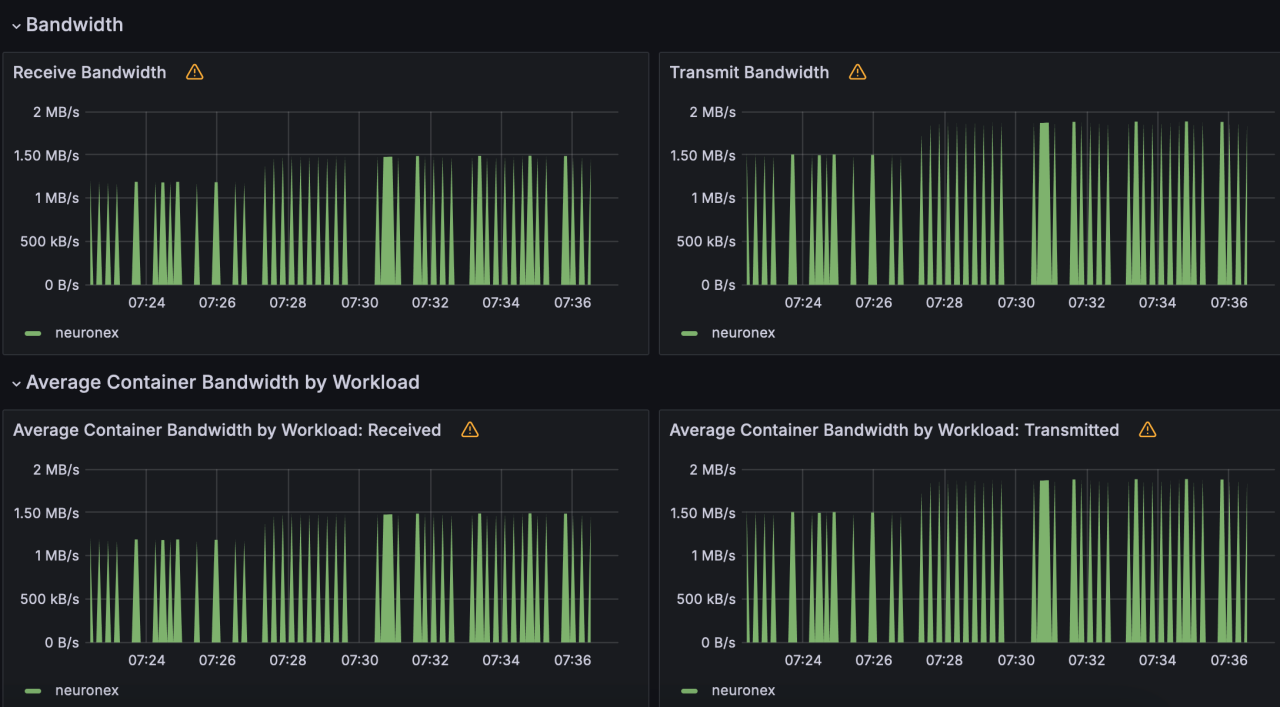 Bandwidth
Receive Bandwidth
2 MB/s
1.50 MB/s
1 MB/s
500 kB/s
0 B/s
07:24 07:26 07:28 07:30 07:32 07:34 07:36
neuronex
Transmit Bandwidth
2 MB/s
1.50 MB/s
1 MB/s
500 kB/s
0 B/s
07:24 07:26 07:28 07:30 07:32 07:34 07:36
neuronex
Average Container Bandwidth by Workload
Average Container Bandwidth by Workload: Received
2 MB/s
1.50 MB/s
1 MB/s
500 kB/s
0 B/s
07:24 07:26 07:28 07:30 07:32 07:34 07:36
neuronex
Average Container Bandwidth by Workload: Transmitted
2 MB/s
1.50 MB/s
1 MB/s
500 kB/s
0 B/s
07:24 07:26 07:28 07:30 07:32 07:34 07:36
neuronex